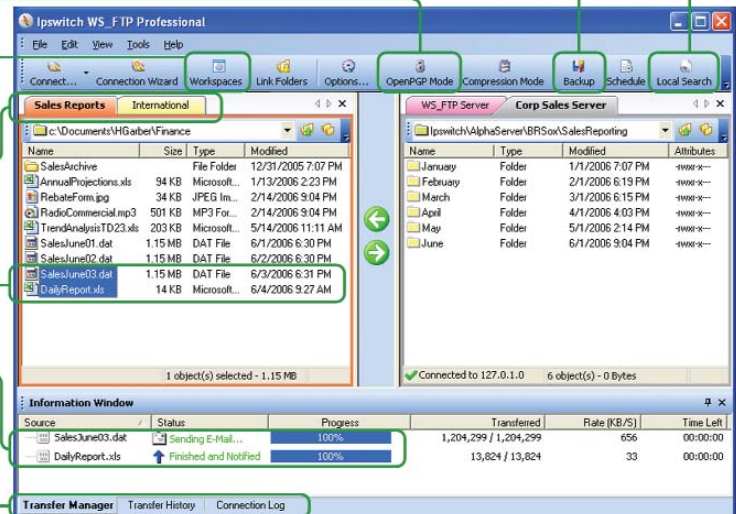 Ipswitch WS_FTP Professional
File Edit View Tools Help
Connect... Connection Wizard Workspaces Link Folders Options... OpenPGP Mode Compression Mode Backup Schedule Local Search
Sales Reports International
c:\Documents\HGarber\Finance
Name Size Type Modified
SalesArchive File Folder 12/31/2005 7:07 PM
AnnualProjections.xls 94 KB Microsoft... 1/13/2006 2:23 PM
RebateForm.jpg 34 KB JPEG Im... 2/14/2006 9:04 PM
RadioCommercial.mp3 501 KB MP3 For... 2/14/2006 9:04 PM
TrendAnalysisTD23.xls 203 KB Microsoft... 5/14/2006 11:11 AM
SalesJune01.dat 1.15 MB DAT File 6/1/2006 6:30 PM
SalesJune02.dat 1.15 MB DAT File 6/2/2006 6:30 PM
SalesJune03.dat 1.15 MB DAT File 6/3/2006 6:31 PM
DailyReport.xls 14 KB Microsoft... 6/4/2006 9:27 AM
1 object(s) selected - 1.15 MB
WS_FTP Server Corp Sales Server
Ipswitch\AlphaServer\BRSox\SalesReporting
Name Type Modified Attributes
January Folder 1/1/2006 7:07 PM -rwxr-x---
February Folder 2/1/2006 6:19 PM -rwxr-x---
March Folder 3/1/2006 6:15 PM -rwxr-x---
April Folder 4/1/2006 4:03 PM -rwxr-x---
May Folder 5/1/2006 2:14 PM -rwxr-x---
June Folder 6/1/2006 9:04 PM -rwxr-x---
Connected to 127.0.1.0 6 object(s) - 0 Bytes
Information Window
Source Status Progress Transferred Rate (KB/S) Time Left
SalesJune03.dat Sending E-Mail... 100% 1,204,299 / 1,204,299 656 00:00:00
DailyReport.xls Finished and Notified 100% 13,824 / 13,824 33 00:00:00
Transfer Manager Transfer History Connection Log